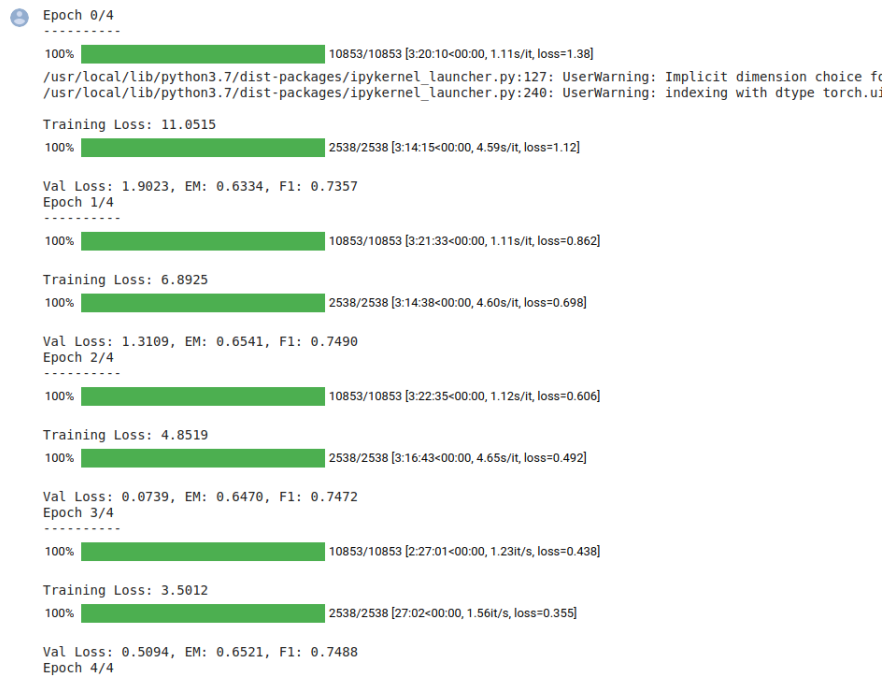 Epoch 0/4
----------
100% 10853/10853 [3:20:10<00:00, 1.11s/it, loss=1.38]
/usr/local/lib/python3.7/dist-packages/ipykernel_launcher.py:127: UserWarning: Implicit dimension choice fo
/usr/local/lib/python3.7/dist-packages/ipykernel_launcher.py:240: UserWarning: indexing with dtype torch.ui
Training Loss: 11.0515
100% 2538/2538 [3:14:15<00:00, 4.59s/it, loss=1.12]
Val Loss: 1.9023, EM: 0.6334, F1: 0.7357
Epoch 1/4
----------
100% 10853/10853 [3:21:33<00:00, 1.11s/it, loss=0.862]
Training Loss: 6.8925
100% 2538/2538 [3:14:38<00:00, 4.60s/it, loss=0.698]
Val Loss: 1.3109, EM: 0.6541, F1: 0.7490
Epoch 2/4
----------
100% 10853/10853 [3:22:35<00:00, 1.12s/it, loss=0.606]
Training Loss: 4.8519
100% 2538/2538 [3:16:43<00:00, 4.65s/it, loss=0.492]
Val Loss: 0.0739, EM: 0.6470, F1: 0.7472
Epoch 3/4
----------
100% 10853/10853 [2:27:01<00:00, 1.23it/s, loss=0.438]
Training Loss: 3.5012
100% 2538/2538 [27:02<00:00, 1.56it/s, loss=0.355]
Val Loss: 0.5094, EM: 0.6521, F1: 0.7488
Epoch 4/4